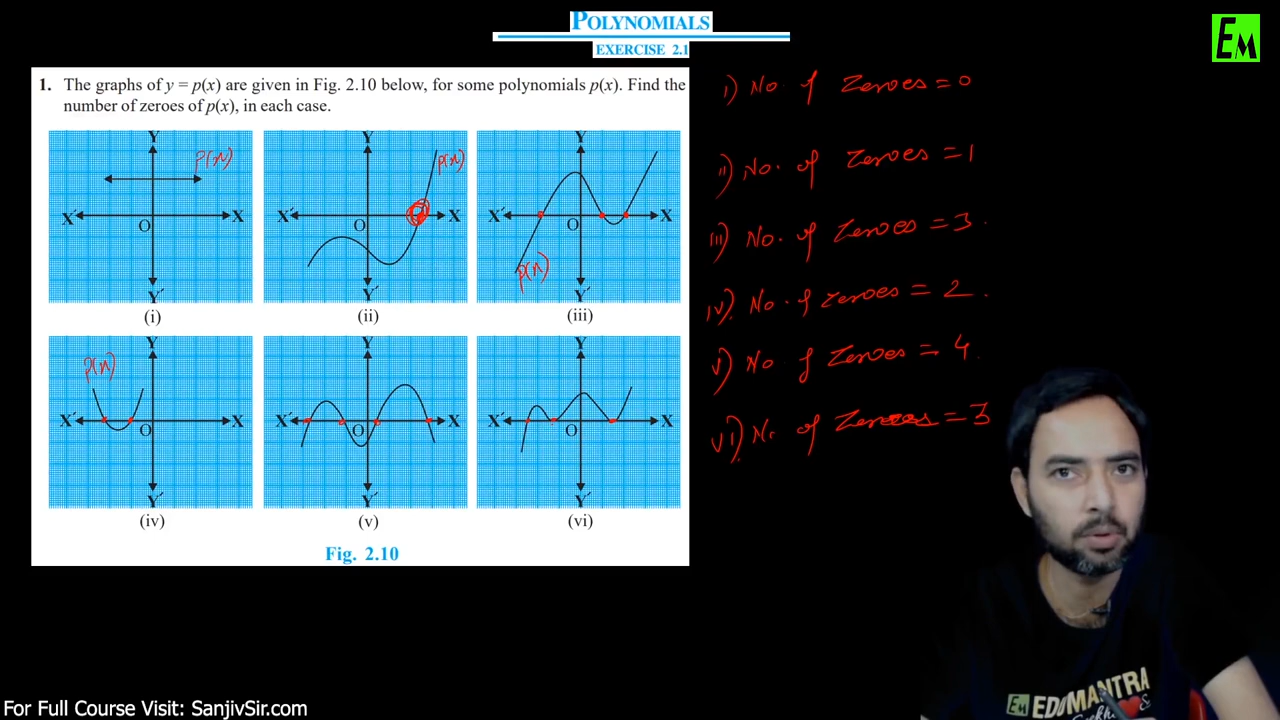 POLYNOMIALS
EXERCISE 2.1
EM
1. The graphs of y = p(x) are given in Fig. 2.10 below, for some polynomials p(x). Find the
number of zeroes of p(x), in each case.
Y Y Y
P(x) p(x)
X′ O X X′ O X X′ O X
p(x)
Y′ Y′ Y′
(i) (ii) (iii)
Y Y Y
p(x)
X′ O X X′ O X X′ O X
Y′ Y′ Y′
(iv) (v) (vi)
Fig. 2.10
i) No. of Zeroes = 0
ii) No. of Zeroes = 1
iii) No. of Zeroes = 3.
iv). No. of Zeroes = 2.
v) No of Zeroes = 4.
vi). No. of Zeroes = 3
EM EDUMANTRA
For Full Course Visit: SanjivSir.com